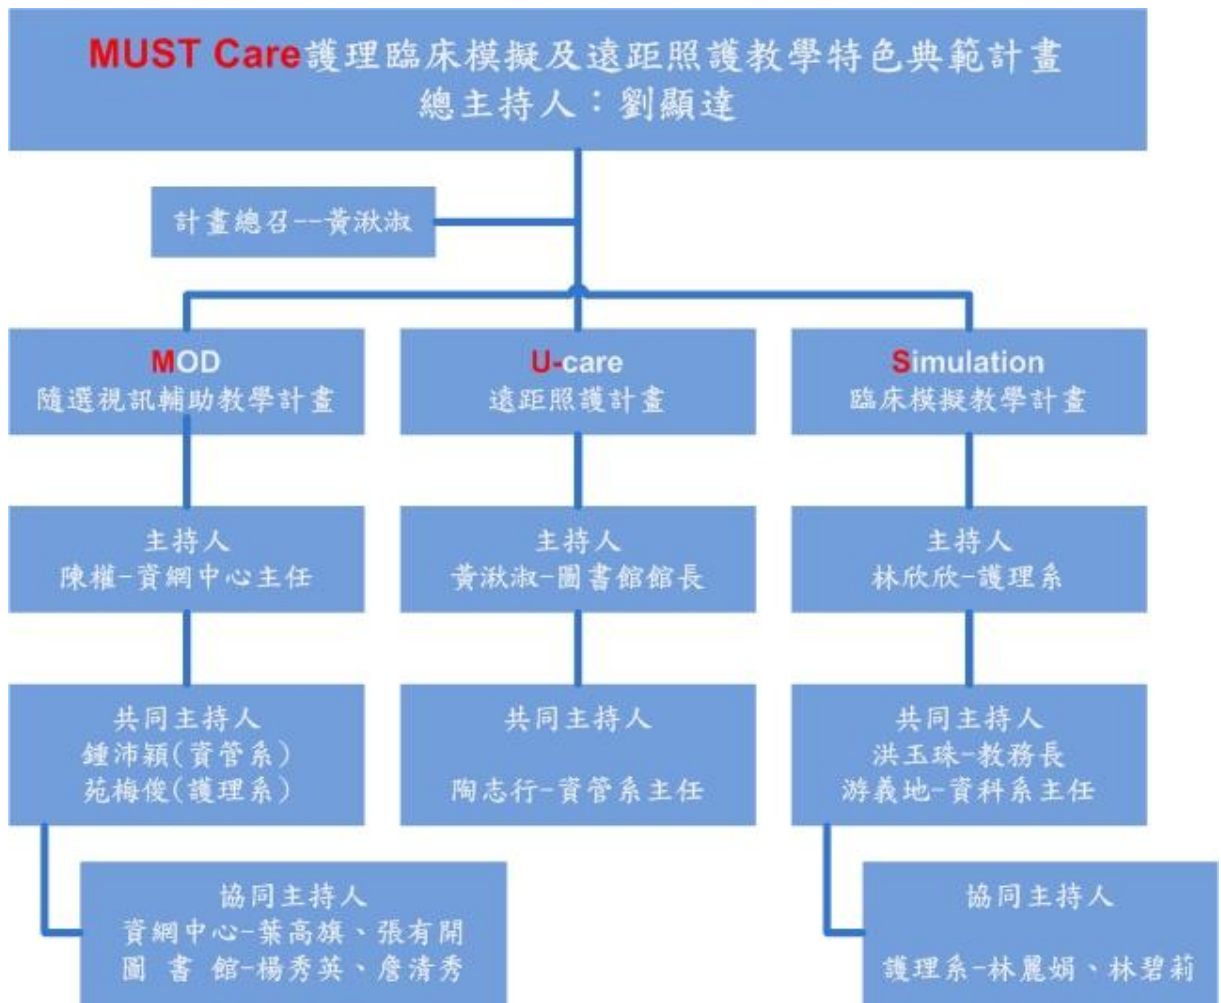 MUST Care護理臨床模擬及遠距照護教學特色典範計畫
總主持人：劉顯達
計畫總召--黃湫淑
MOD
隨選視訊輔助教學計畫
U-care
遠距照護計畫
Simulation
臨床模擬教學計畫
主持人
陳權-資網中心主任
主持人
黃湫淑-圖書館館長
主持人
林欣欣-護理系
共同主持人
鍾沛穎(資管系)
苑梅俊(護理系)
共同主持人
陶志行-資管系主任
共同主持人
洪玉珠-教務長
游義地-資科系主任
協同主持人
資網中心-葉高旗、張有開
圖 書 館-楊秀英、詹清秀
協同主持人
護理系-林麗娟、林碧莉